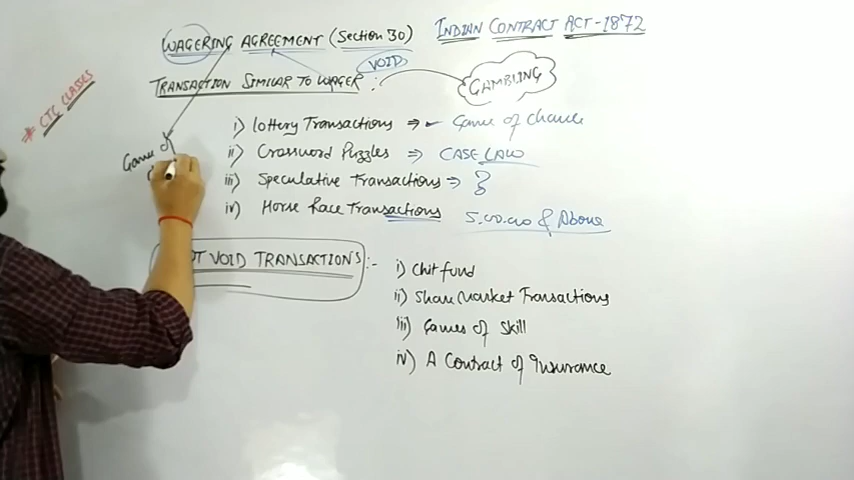 WAGERING AGREEMENT (Section 30)
INDIAN CONTRACT ACT-1872
VOID
TRANSACTION SIMILAR TO WAGER :
GAMBLING
# CTC CLASSES
i) Lottery Transactions ⇒ Game of Chance
Game of
ii) Crossword Puzzles ⇒ CASE LAW
iii) Speculative Transactions ⇒ }
iv) Horse Race Transactions 5,00,000 & Above
VOID TRANSACTIONS :-
i) Chit fund
ii) Share Market Transactions
iii) Games of Skill
iv) A Contract of Insurance